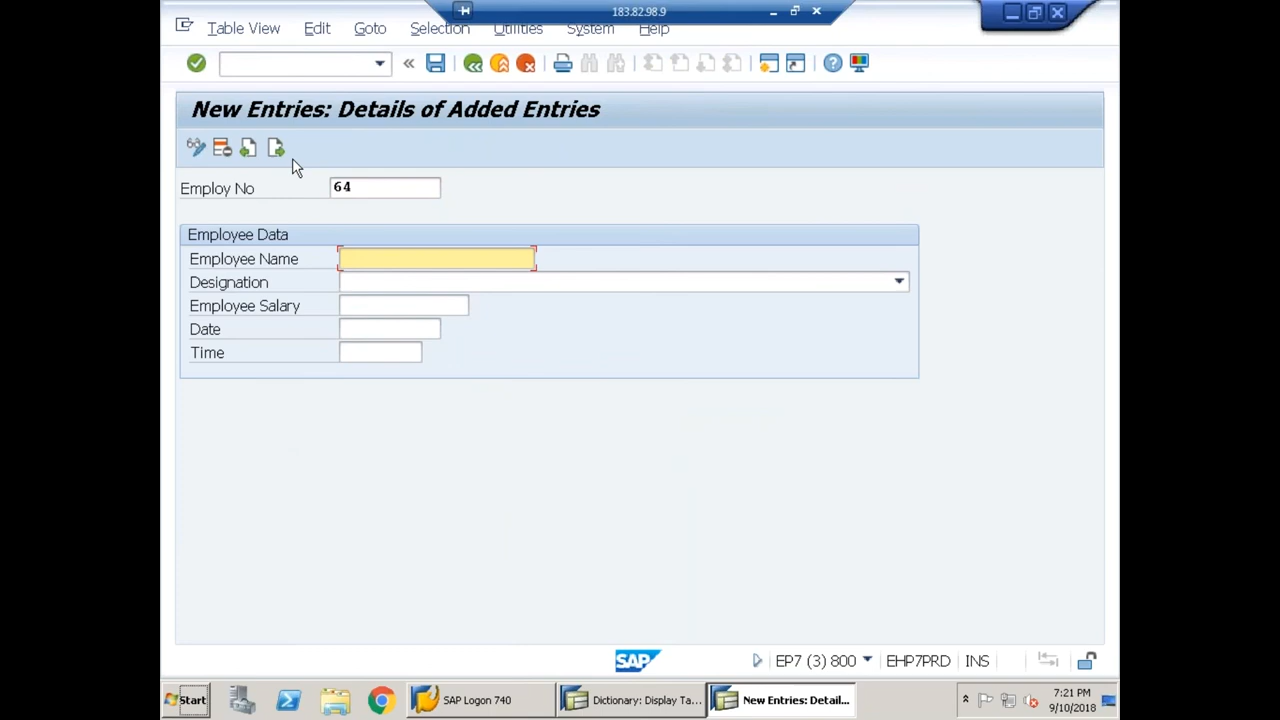 183.82.98.9
Table View Edit Goto Selection Utilities System Help
New Entries: Details of Added Entries
Employ No 64
Employee Data
Employee Name
Designation
Employee Salary
Date
Time
SAP EP7 (3) 800 EHP7PRD INS
Start SAP Logon 740 Dictionary: Display Ta... New Entries: Detail... 7:21 PM
9/10/2018